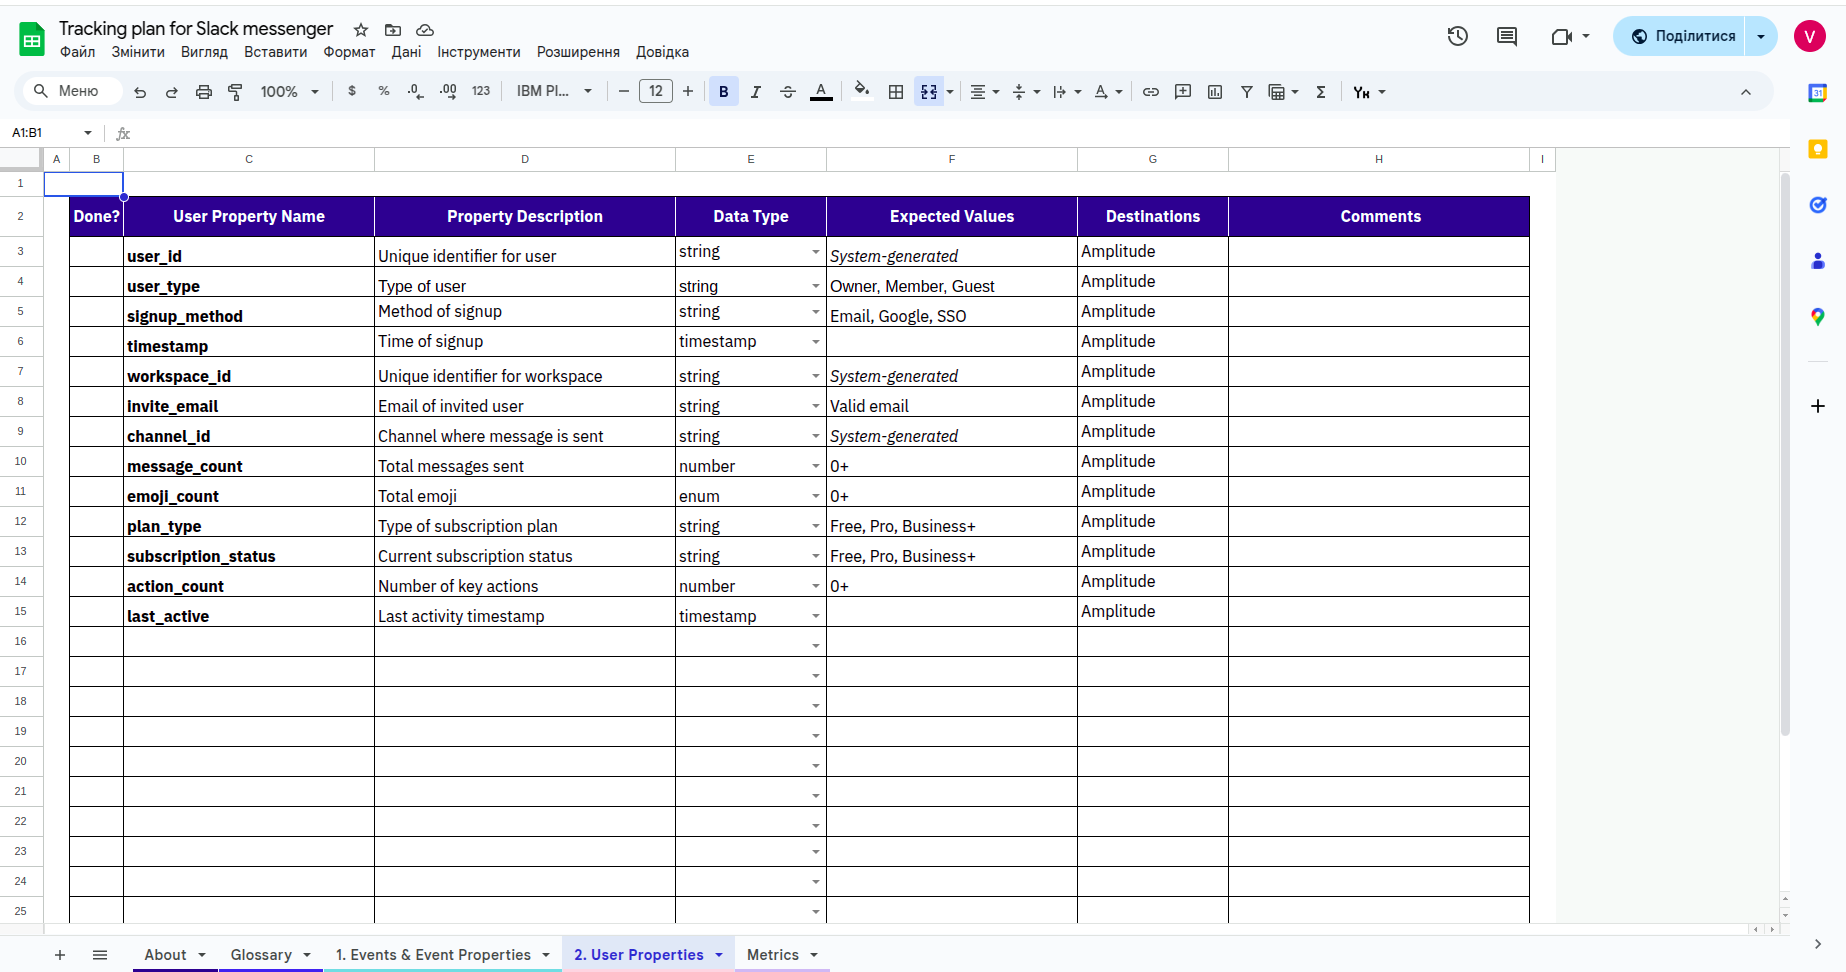 Tracking plan for Slack messenger
Файл Змінити Вигляд Вставити Формат Дані Інструменти Розширення Довідка
Поділитися
V
Меню
100%
$ % .0 .00 123
IBM Pl...
12
B I A
Σ
Үʜ
31
A1:B1
fx
A B C D E F G H I
1
2 Done? User Property Name Property Description Data Type Expected Values Destinations Comments
3 user_id Unique identifier for user string System-generated Amplitude
4 user_type Type of user string Owner, Member, Guest Amplitude
5 signup_method Method of signup string Email, Google, SSO Amplitude
6 timestamp Time of signup timestamp Amplitude
7 workspace_id Unique identifier for workspace string System-generated Amplitude
8 invite_email Email of invited user string Valid email Amplitude
9 channel_id Channel where message is sent string System-generated Amplitude
10 message_count Total messages sent number 0+ Amplitude
11 emoji_count Total emoji enum 0+ Amplitude
12 plan_type Type of subscription plan string Free, Pro, Business+ Amplitude
13 subscription_status Current subscription status string Free, Pro, Business+ Amplitude
14 action_count Number of key actions number 0+ Amplitude
15 last_active Last activity timestamp timestamp Amplitude
16
17
18
19
20
21
22
23
24
25
About Glossary 1. Events & Event Properties 2. User Properties Metrics